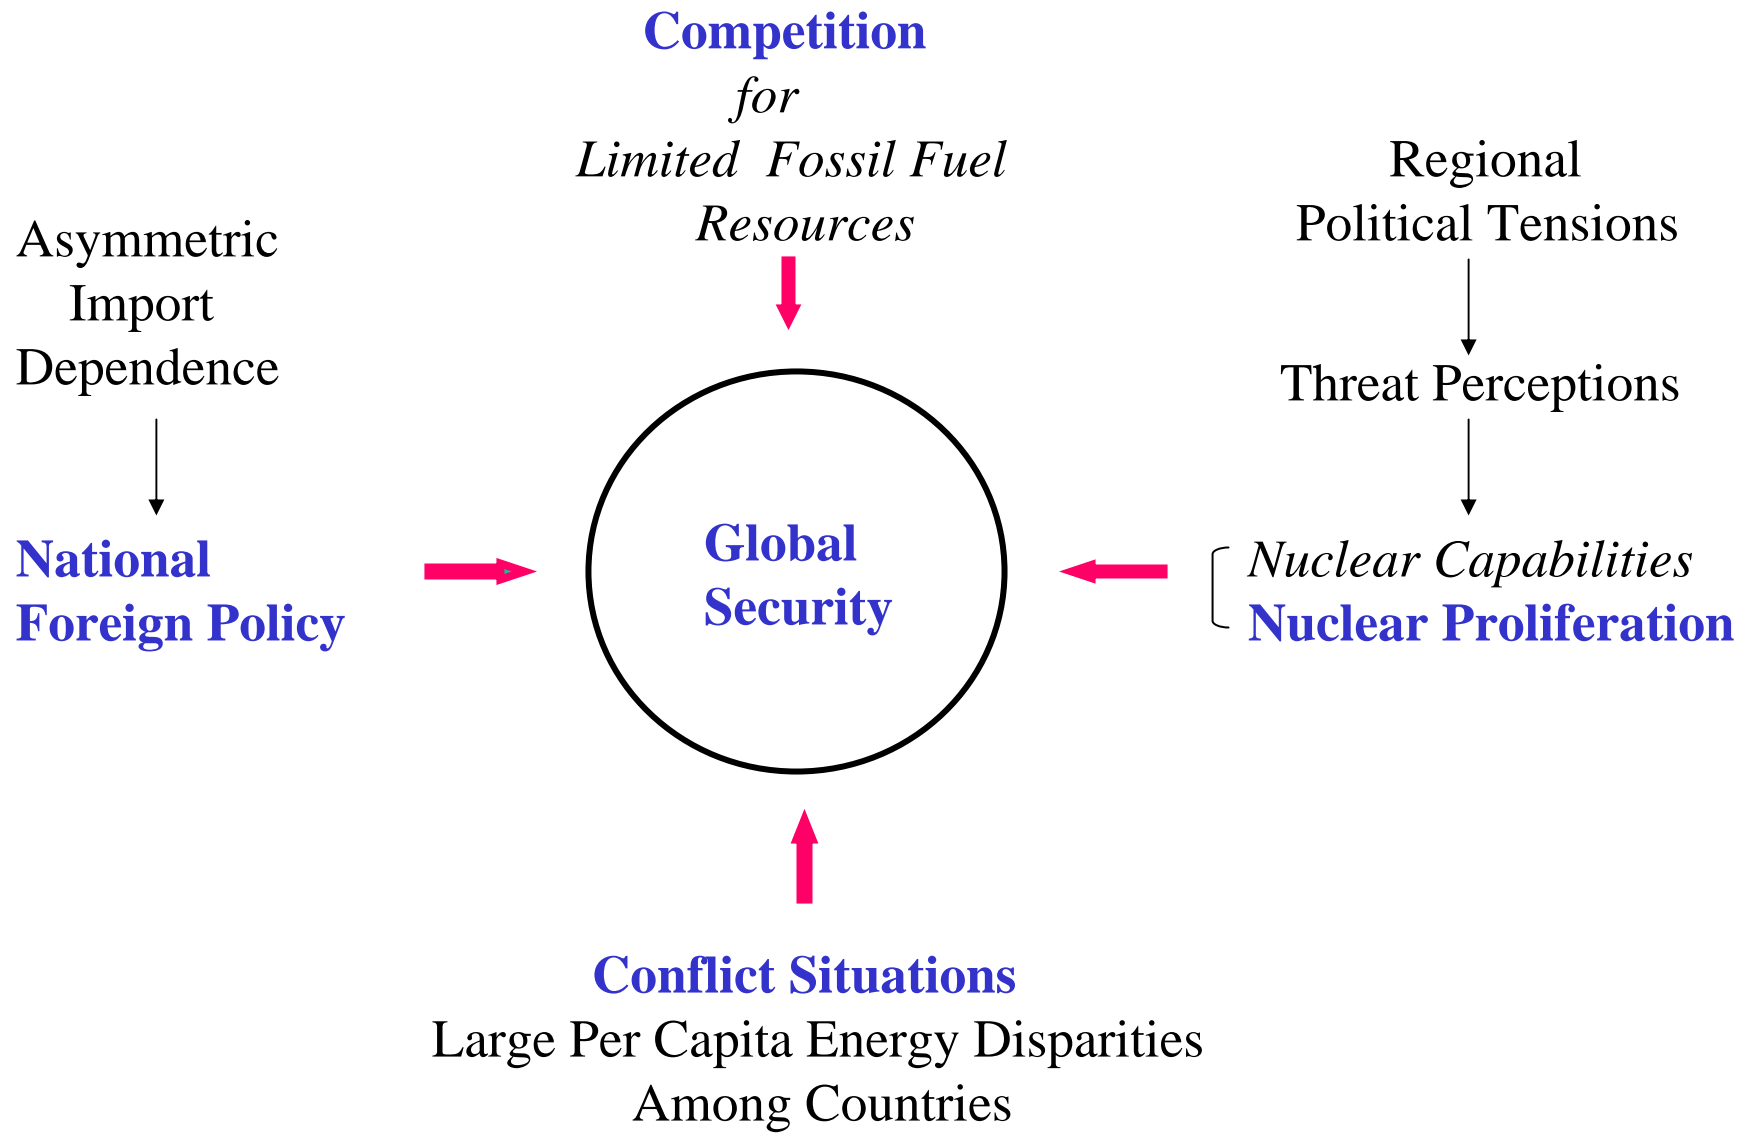 Competition
for
Limited Fossil Fuel
Resources
Asymmetric
Import
Dependence
National
Foreign Policy
Global
Security
Regional
Political Tensions
Threat Perceptions
Nuclear Capabilities
Nuclear Proliferation
Conflict Situations
Large Per Capita Energy Disparities
Among Countries